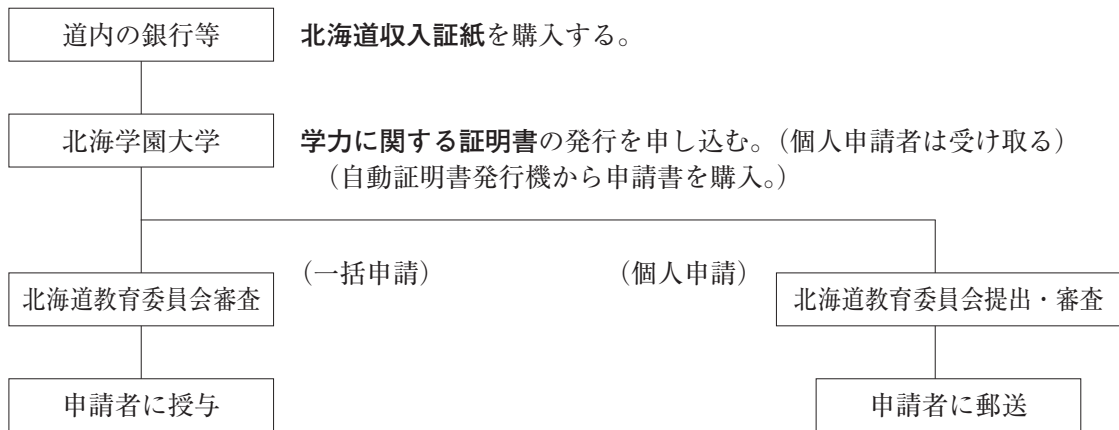 道内の銀行等 北海道収入証紙を購入する。
北海学園大学 学力に関する証明書の発行を申し込む。（個人申請者は受け取る）
（自動証明書発行機から申請書を購入。）
（一括申請） （個人申請）
北海道教育委員会審査 北海道教育委員会提出・審査
申請者に授与 申請者に郵送